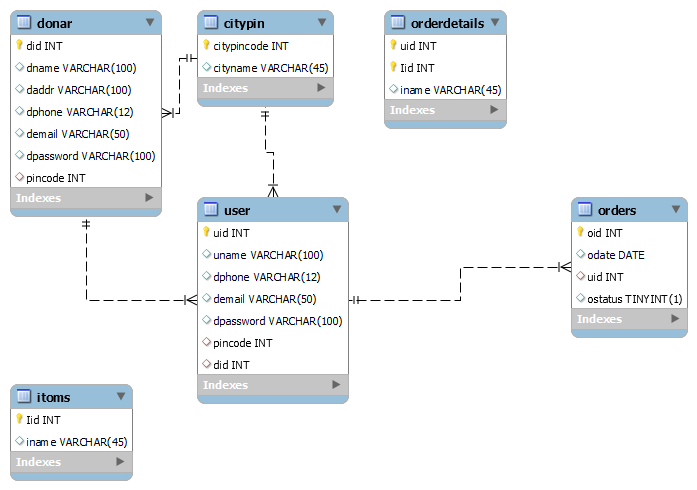 donar
did INT
dname VARCHAR(100)
daddr VARCHAR(100)
dphone VARCHAR(12)
demail VARCHAR(50)
dpassword VARCHAR(100)
pincode INT
Indexes
citypin
citypincode INT
cityname VARCHAR(45)
Indexes
orderdetails
uid INT
Iid INT
iname VARCHAR(45)
Indexes
user
uid INT
uname VARCHAR(100)
dphone VARCHAR(12)
demail VARCHAR(50)
dpassword VARCHAR(100)
pincode INT
did INT
Indexes
orders
oid INT
odate DATE
uid INT
ostatus TINYINT(1)
Indexes
itoms
Iid INT
iname VARCHAR(45)
Indexes